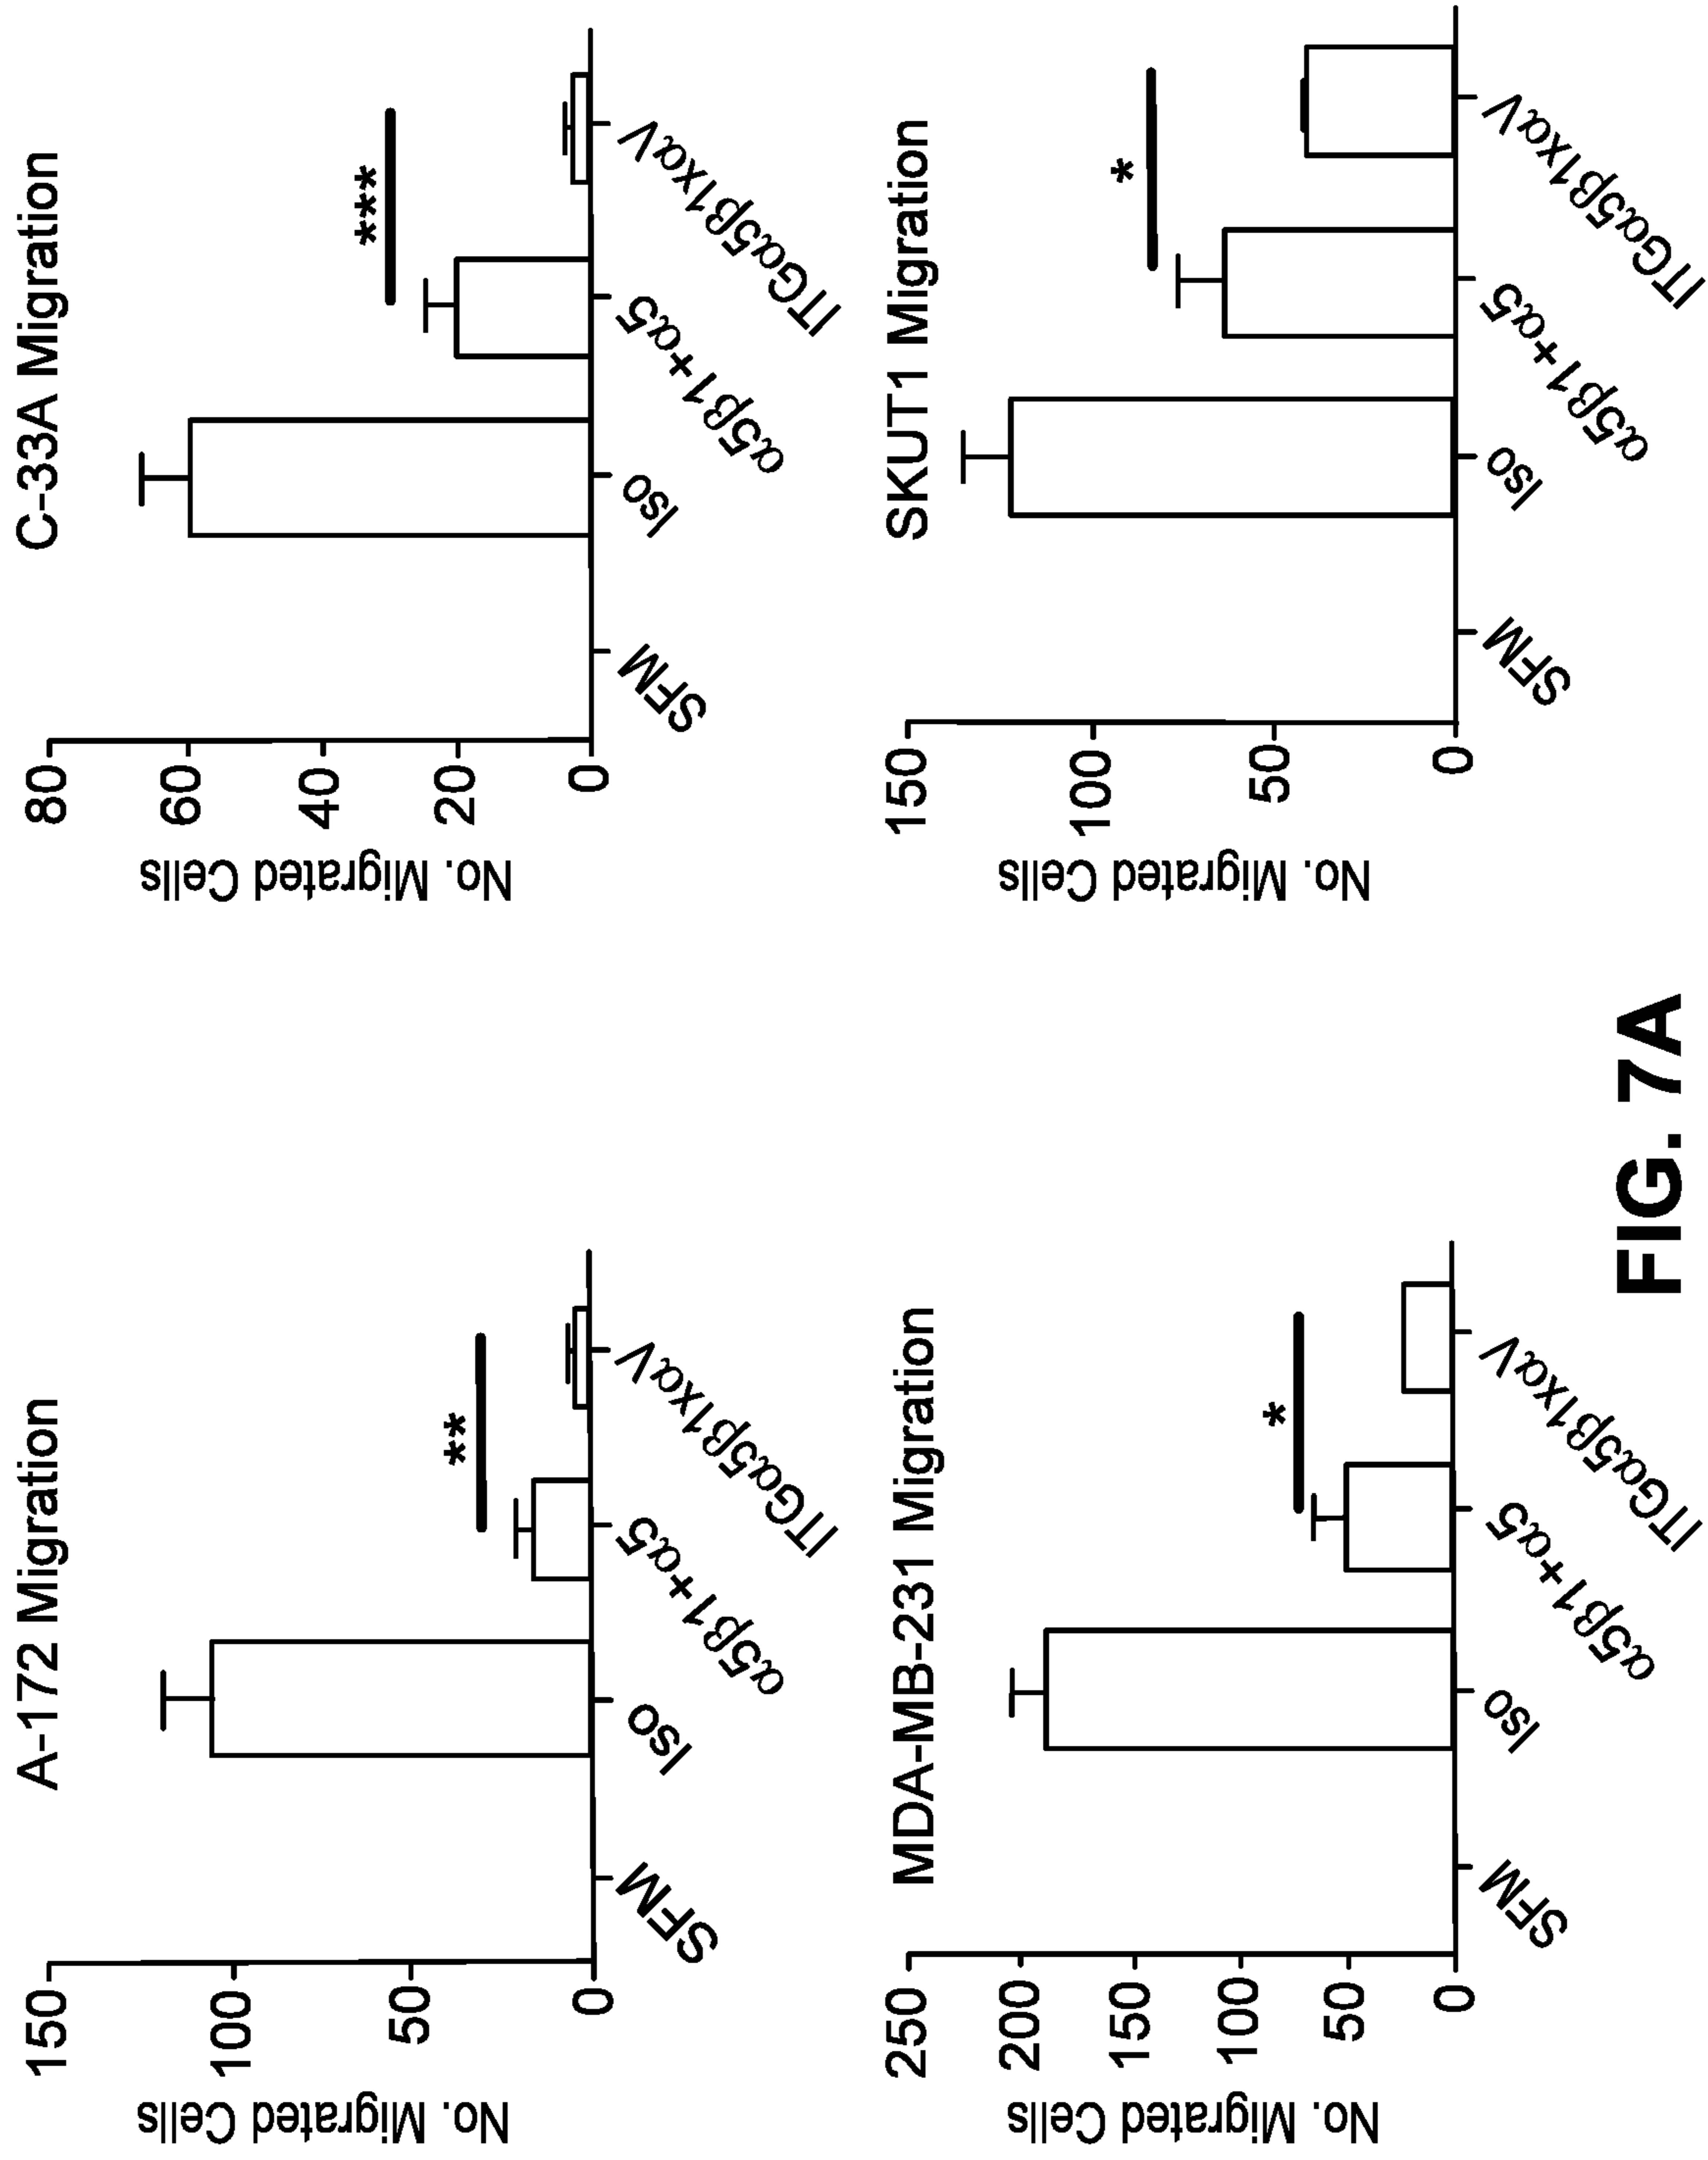 A-172 Migration
No. Migrated Cells
150
100
50
0
SFM
Iso
α5β1+α5
ITGα5β1xαV
**
C-33A Migration
No. Migrated Cells
80
60
40
20
0
SFM
Iso
α5β1+α5
ITGα5β1xαV
***
MDA-MB-231 Migration
No. Migrated Cells
250
200
150
100
50
0
SFM
Iso
α5β1+α5
ITGα5β1xαV
*
SKUT1 Migration
No. Migrated Cells
150
100
50
0
SFM
Iso
α5β1+α5
ITGα5β1xαV
*
FIG. 7A